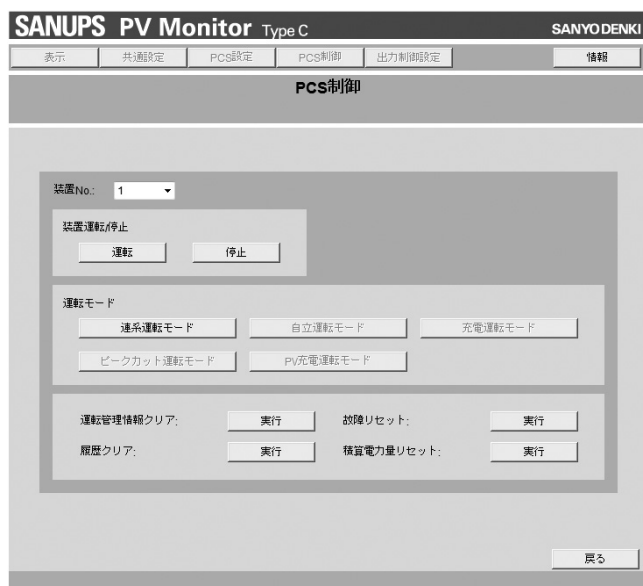 SANUPS PV Monitor Type C SANYO DENKI
表示 共通設定 PCS設定 PCS制御 出力制御設定 情報
PCS制御
装置No.: 1
装置運転/停止
運転 停止
運転モード
連系運転モード 自立運転モード 充電運転モード
ピークカット運転モード PV充電運転モード
運転管理情報クリア: 実行 故障リセット: 実行
履歴クリア: 実行 積算電力量リセット: 実行
戻る